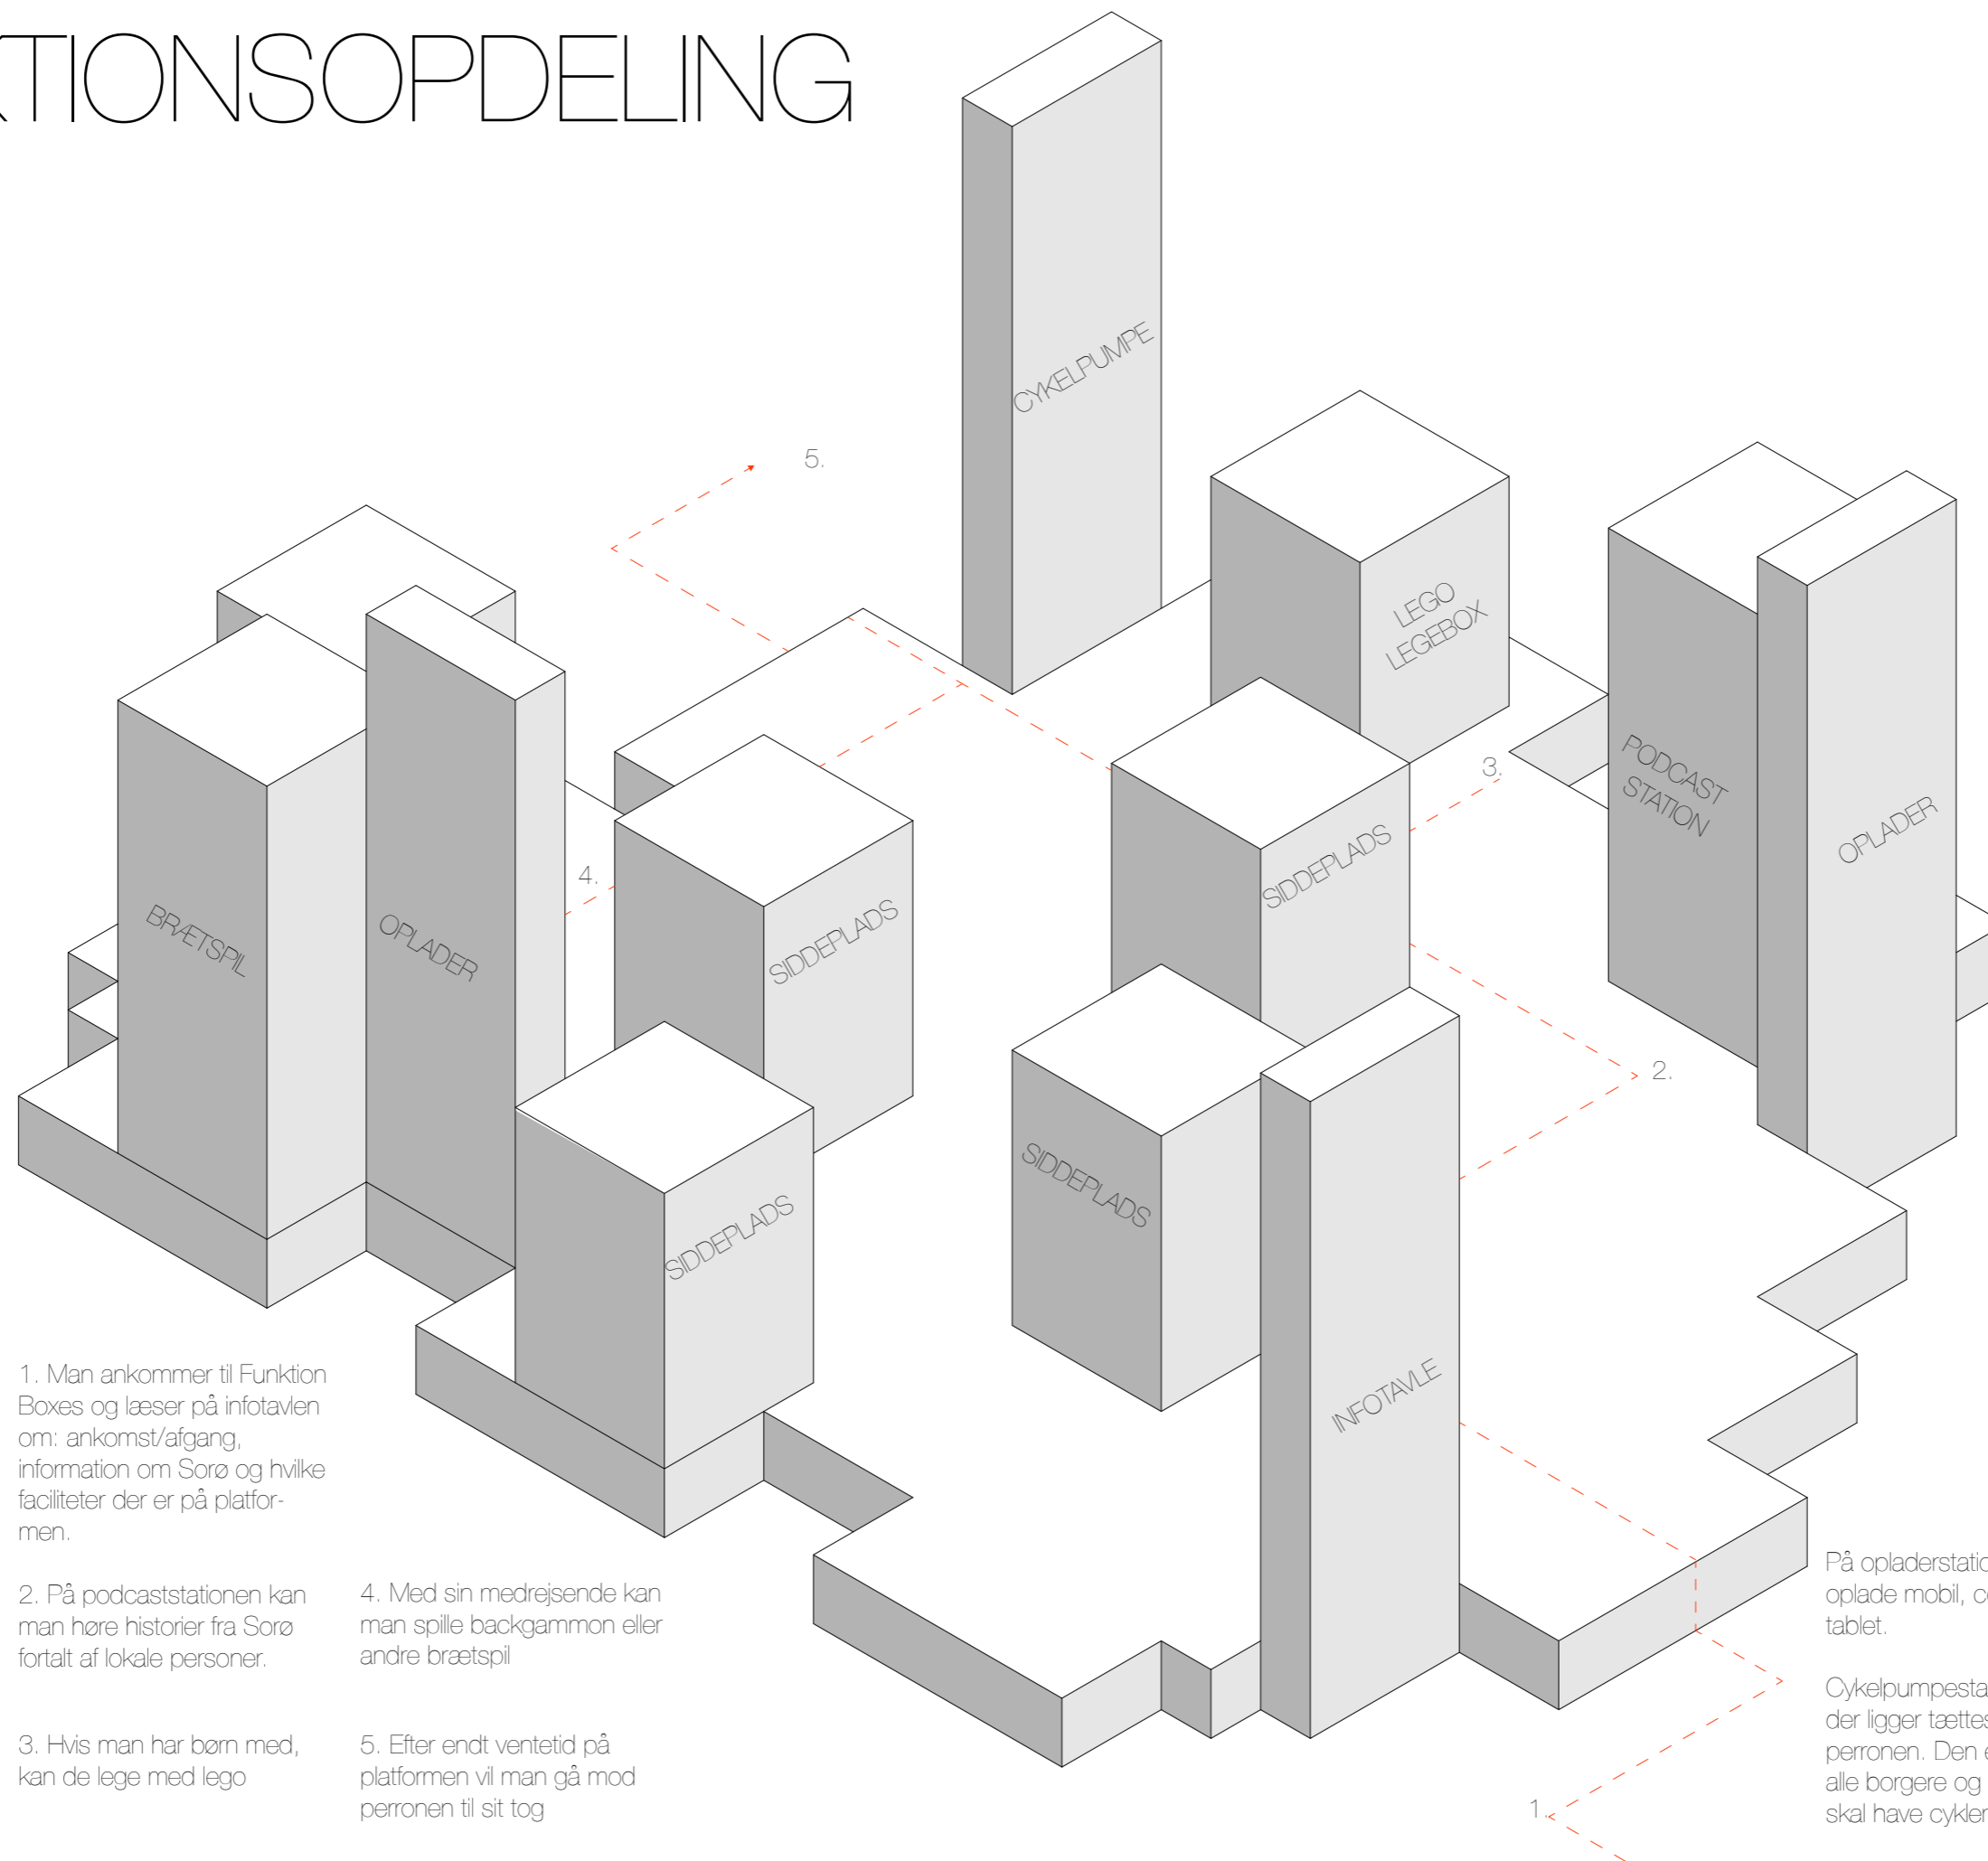 KTIONSOPDELING
CYKELPUMPE
5.
LEGO
LEGEBOX
PODCAST
STATION
OPLADER
3.
SIDDEPLADS
4.
BRÆTSPIL
OPLADER
SIDDEPLADS
2.
SIDDEPLADS
SIDDEPLADS
INFOTAVLE
1.
1. Man ankommer til Funktion
Boxes og læser på infotavlen
om: ankomst/afgang,
information om Sorø og hvilke
faciliteter der er på platfor-
men.
2. På podcaststationen kan
man høre historier fra Sorø
fortalt af lokale personer.
3. Hvis man har børn med,
kan de lege med lego
4. Med sin medrejsende kan
man spille backgammon eller
andre brætspil
5. Efter endt ventetid på
platformen vil man gå mod
perronen til sit tog
På opladerstatio
oplade mobil, c
tablet.
Cykelpumpesta
der ligger tættes
perronen. Den e
alle borgere og
skal have cykler